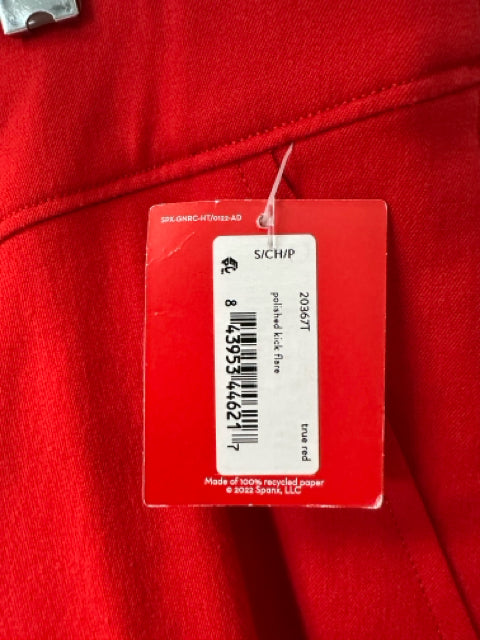 SPX-GNRC-HT/0122-AD
S/CH/P
20367T
true red
polished kick flare
8 43953 44621 7
Made of 100% recycled paper
© 2022 Spanx, LLC